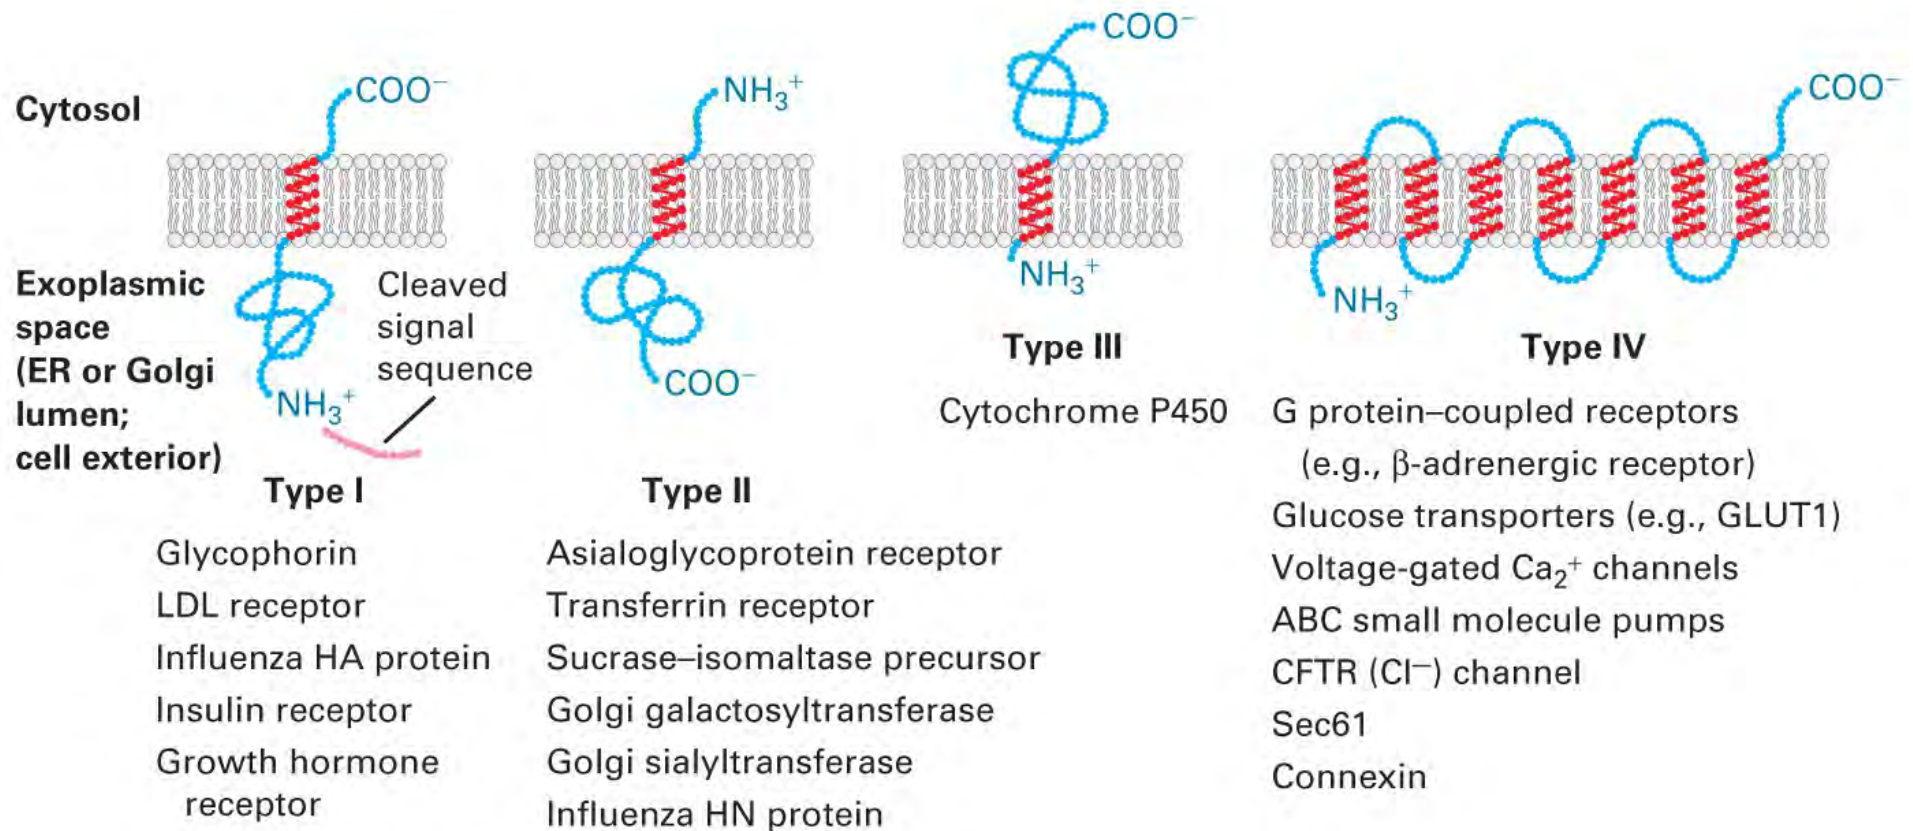 Cytosol
Exoplasmic
space
(ER or Golgi
lumen;
cell exterior)
COO⁻
NH₃⁺
Cleaved
signal
sequence
Type I
Glycophorin
LDL receptor
Influenza HA protein
Insulin receptor
Growth hormone
receptor
NH₃⁺
COO⁻
Type II
Asialoglycoprotein receptor
Transferrin receptor
Sucrase–isomaltase precursor
Golgi galactosyltransferase
Golgi sialyltransferase
Influenza HN protein
COO⁻
NH₃⁺
Type III
Cytochrome P450
COO⁻
NH₃⁺
Type IV
G protein–coupled receptors
(e.g., β-adrenergic receptor)
Glucose transporters (e.g., GLUT1)
Voltage-gated Ca₂⁺ channels
ABC small molecule pumps
CFTR (Cl⁻) channel
Sec61
Connexin